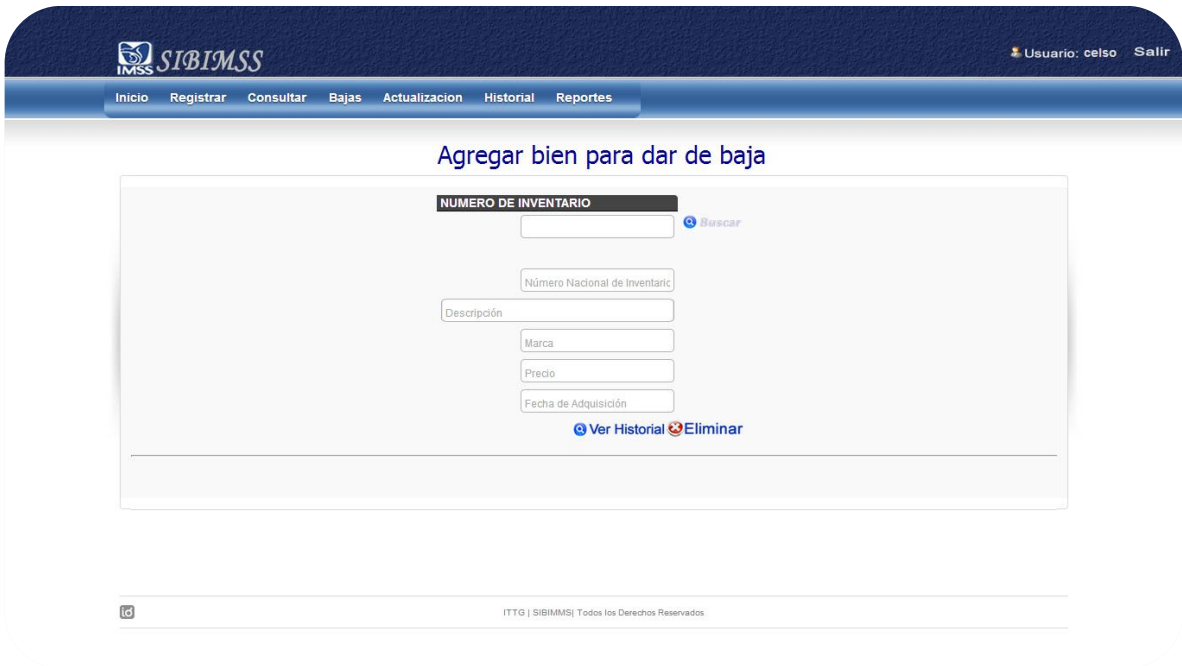 IMSS SIBIMSS
Usuario: celso Salir
Inicio Registrar Consultar Bajas Actualizacion Historial Reportes
Agregar bien para dar de baja
NUMERO DE INVENTARIO
Buscar
Número Nacional de Inventario
Descripción
Marca
Precio
Fecha de Adquisición
Ver Historial Eliminar
id ITTG | SIBIMMS| Todos los Derechos Reservados